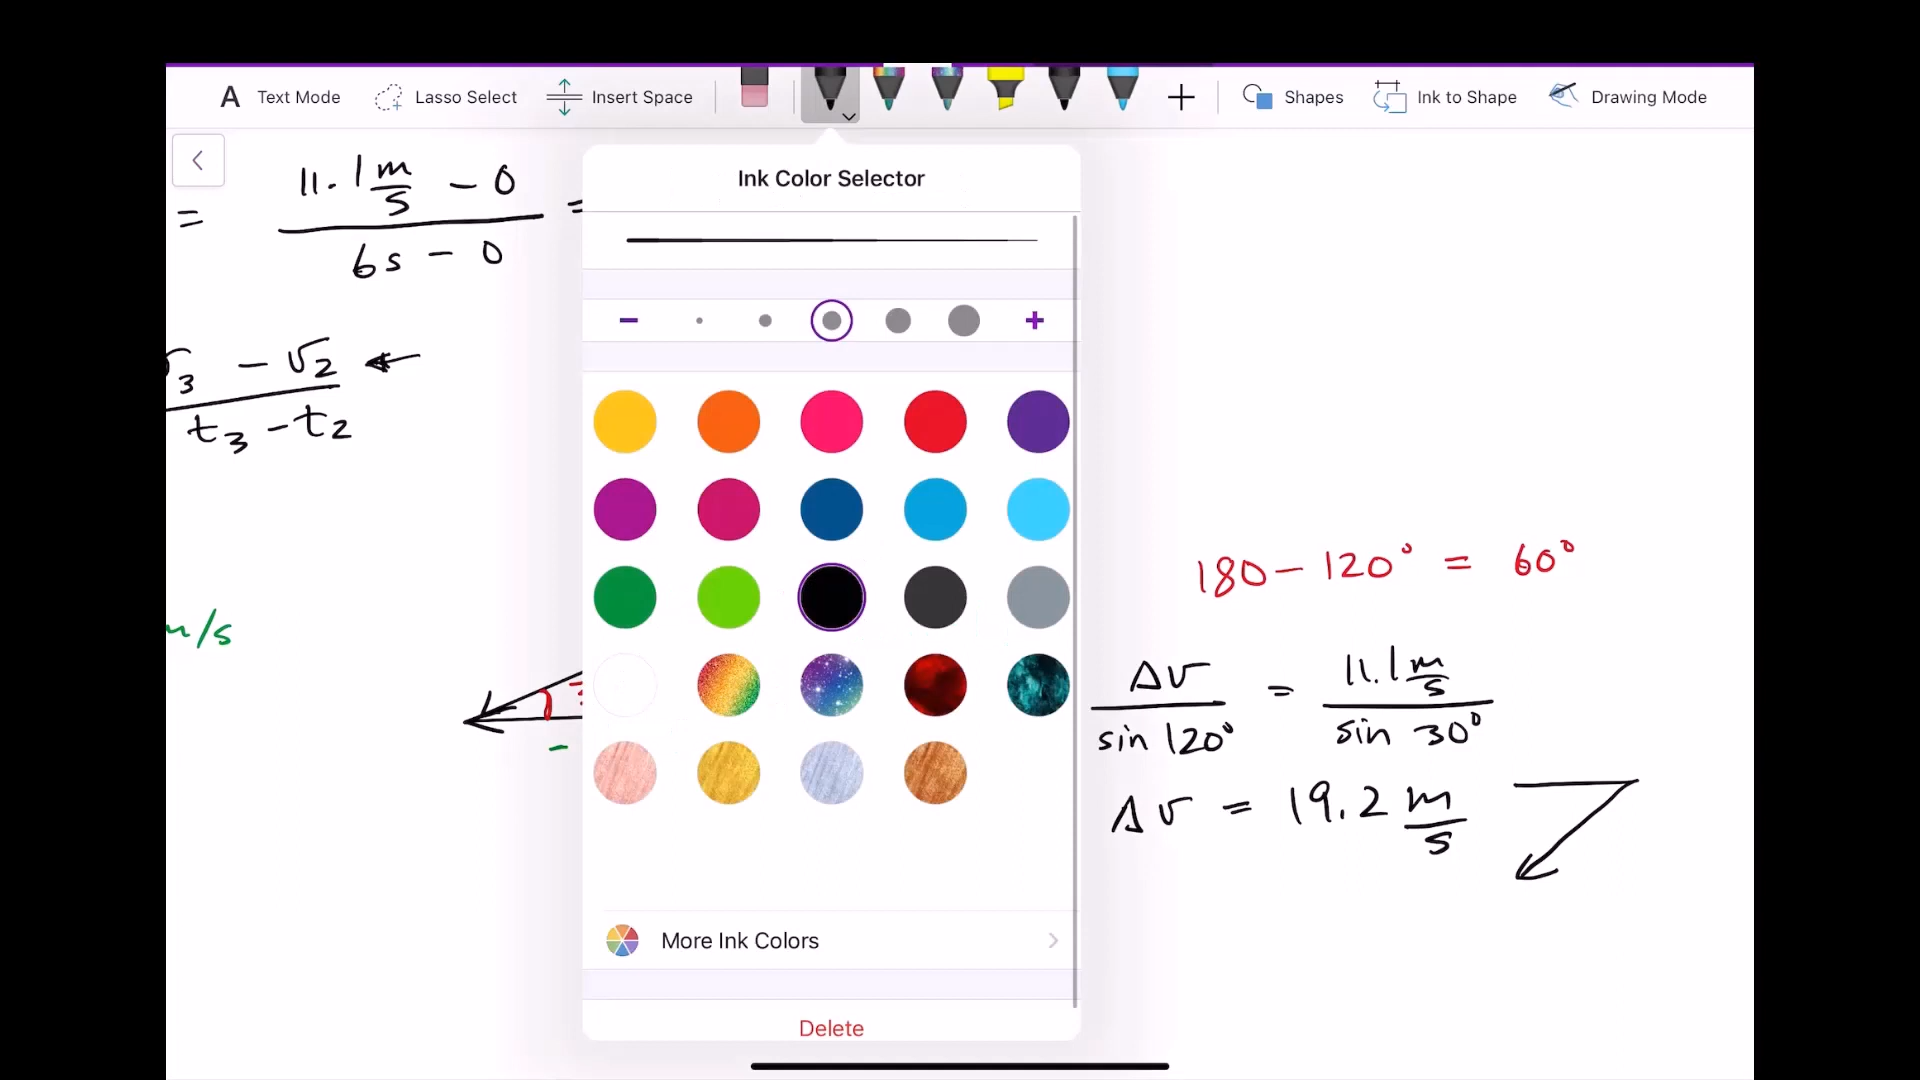 A Text Mode Lasso Select Insert Space Shapes Ink to Shape Drawing Mode
Ink Color Selector
= 11.1 m/s - 0 =
6s - 0
3 - v2
t3 - t2
180 - 120° = 60°
m/s
Δv = 11.1 m/s
sin 120° sin 30°
Δv = 19.2 m/s
More Ink Colors
Delete